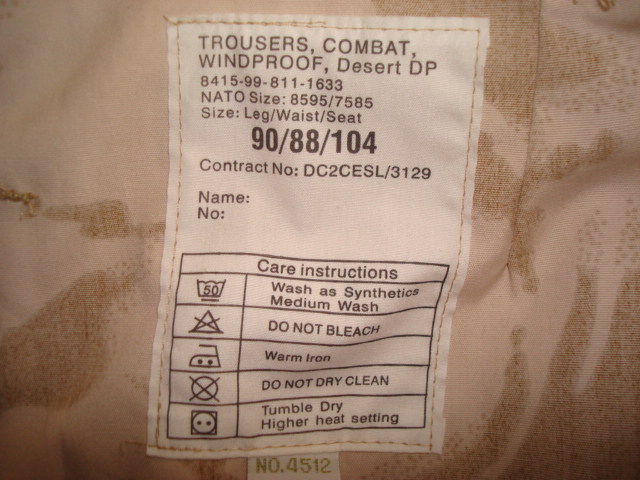 TROUSERS, COMBAT,
WINDPROOF, Desert DP
8415-99-811-1633
NATO Size: 8595/7585
Size: Leg/Waist/Seat
90/88/104
Contract No: DC2CESL/3129
Name:
No:
Care instructions
50
Wash as Synthetics
Medium Wash
DO NOT BLEACH
Warm Iron
DO NOT DRY CLEAN
Tumble Dry
Higher heat setting
NO.4512